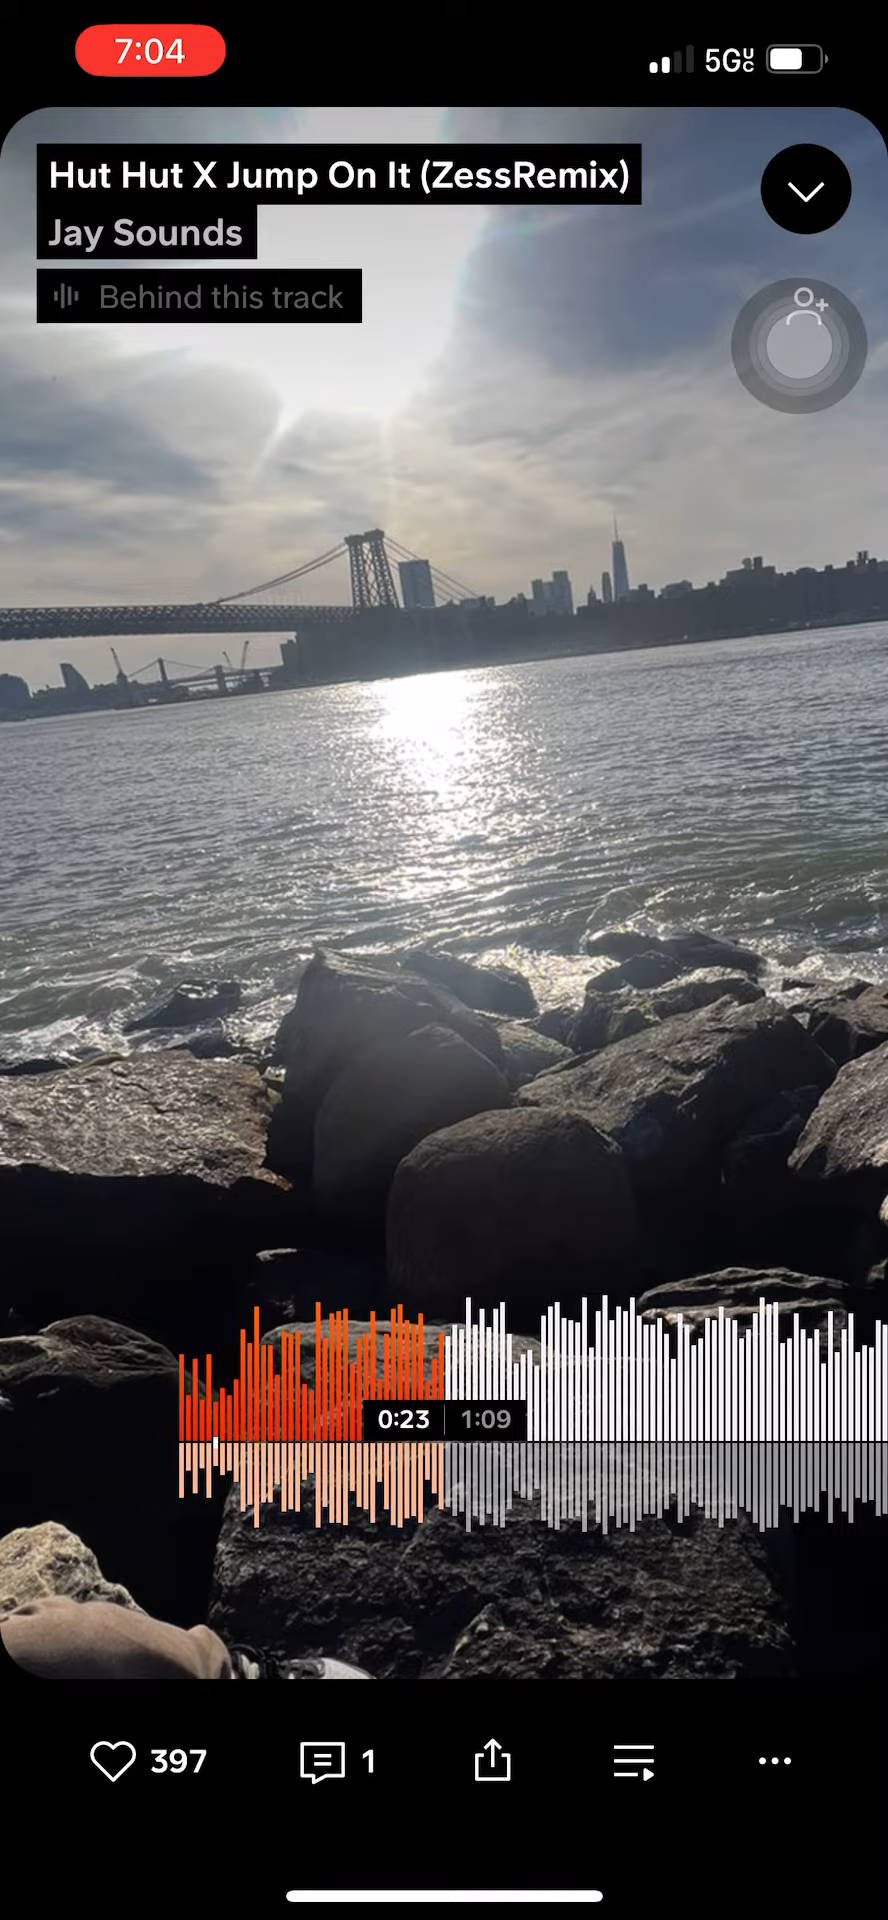 7:04
5GUC
Hut Hut X Jump On It (ZessRemix)
Jay Sounds
Behind this track
0:23 1:09
397 1